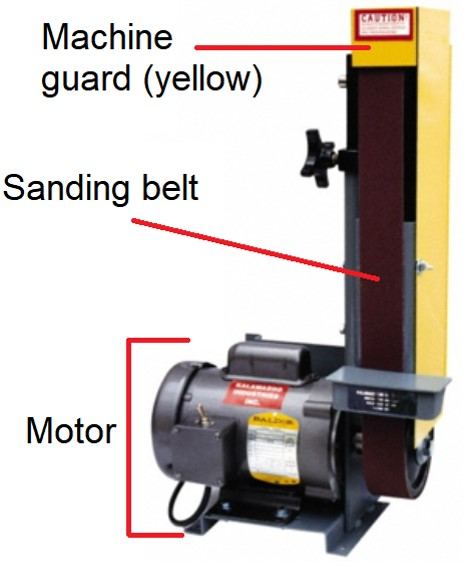 Machine
guard (yellow)
CAUTION
Sanding belt
Motor
KALAMAZOO
INDUSTRIES
INC.
BALDOR